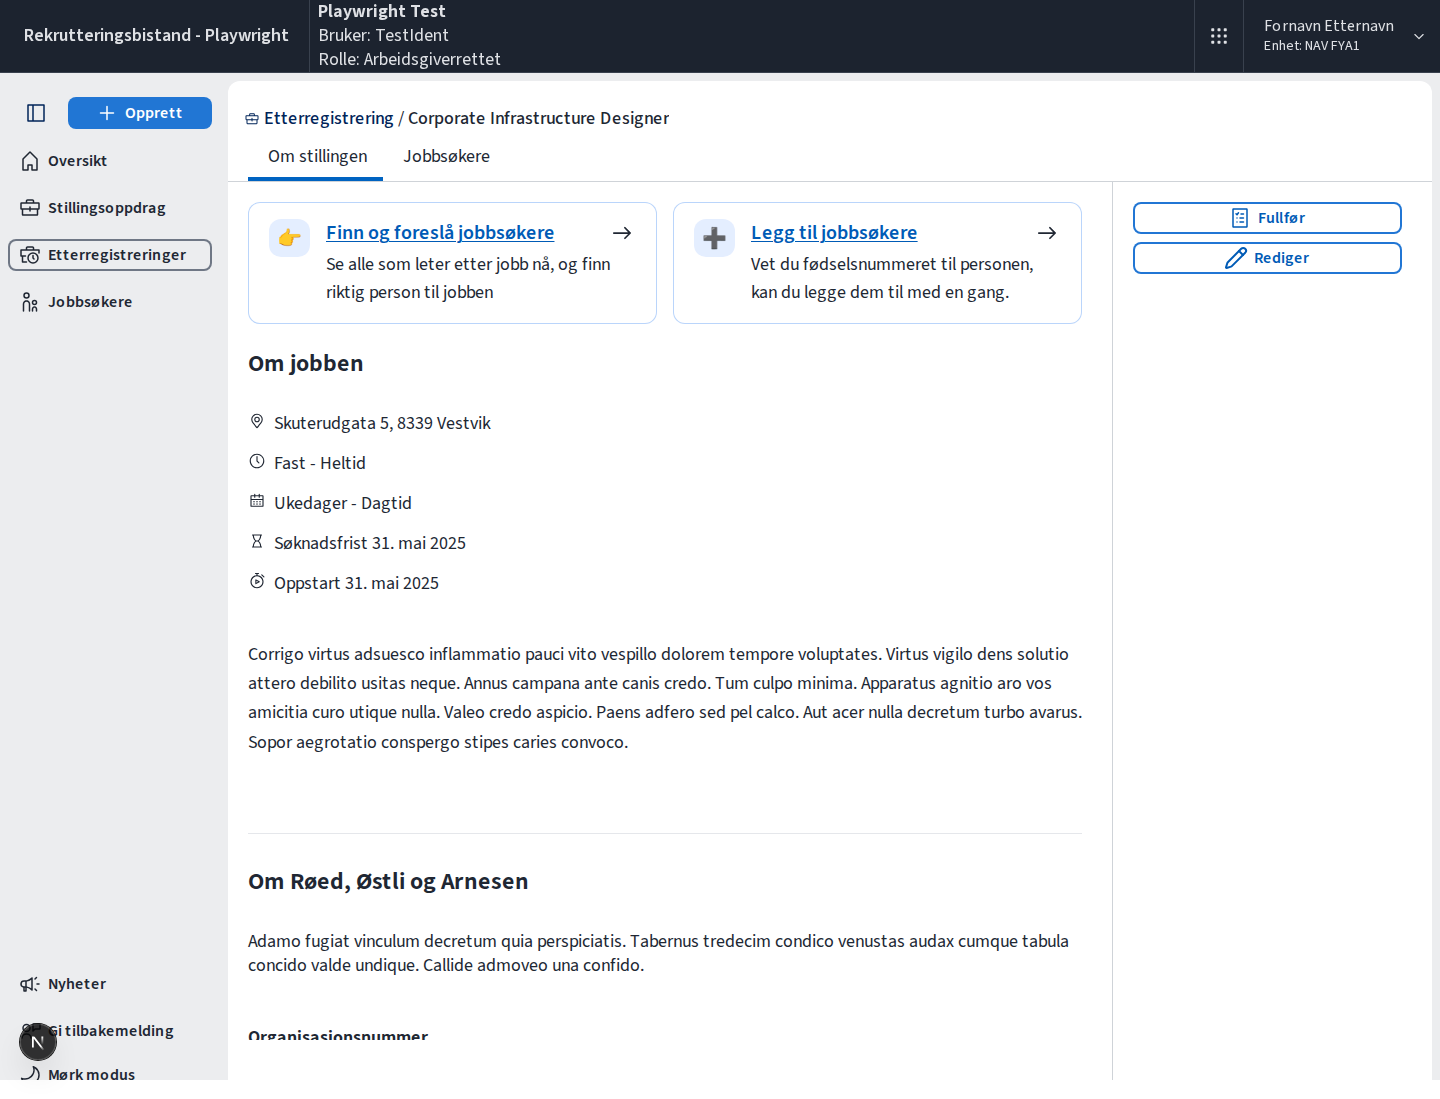 Rekrutteringsbistand - Playwright
Playwright Test
Bruker: TestIdent
Rolle: Arbeidsgiverrettet
Fornavn Etternavn
Enhet: NAV FYA1
Opprett
Oversikt
Stillingsoppdrag
Etterregistreringer
Jobbsøkere
Nyheter
Gi tilbakemelding
N
Mørk modus
Etterregistrering / Corporate Infrastructure Designer
Om stillingen
Jobbsøkere
Finn og foreslå jobbsøkere
Se alle som leter etter jobb nå, og finn
riktig person til jobben
Legg til jobbsøkere
Vet du fødselsnummeret til personen,
kan du legge dem til med en gang.
Om jobben
Skuterudgata 5, 8339 Vestvik
Fast - Heltid
Ukedager - Dagtid
Søknadsfrist 31. mai 2025
Oppstart 31. mai 2025
Corrigo virtus adsuesco inflammatio pauci vito vespillo dolorem tempore voluptates. Virtus vigilo dens solutio
attero debilito usitas neque. Annus campana ante canis credo. Tum culpo minima. Apparatus agnitio aro vos
amicitia curo utique nulla. Valeo credo aspicio. Paens adfero sed pel calco. Aut acer nulla decretum turbo avarus.
Sopor aegrotatio conspergo stipes caries convoco.
Om Røed, Østli og Arnesen
Adamo fugiat vinculum decretum quia perspiciatis. Tabernus tredecim condico venustas audax cumque tabula
concido valde undique. Callide admoveo una confido.
Organisasjonsnummer
Fullfør
Rediger